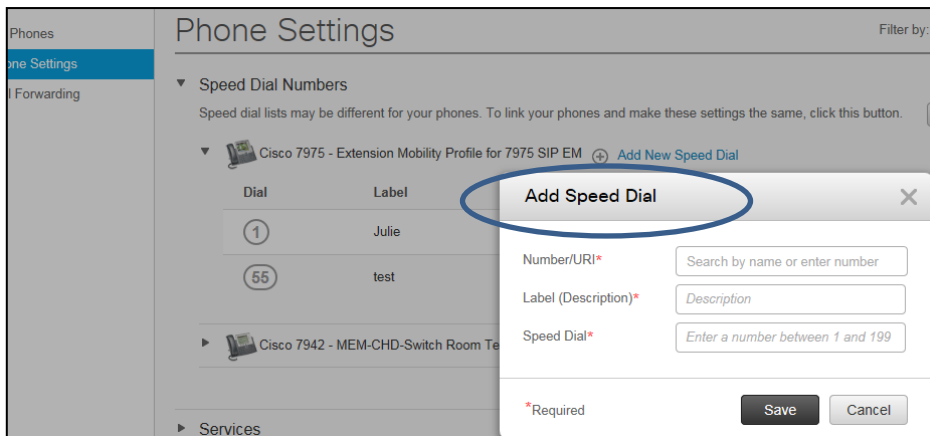 Phone Settings
Filter by:
Phones
one Settings
l Forwarding
Speed Dial Numbers
Speed dial lists may be different for your phones. To link your phones and make these settings the same, click this button.
Cisco 7975 - Extension Mobility Profile for 7975 SIP EM Add New Speed Dial
Dial Label
1 Julie
55 test
Cisco 7942 - MEM-CHD-Switch Room Te
Services
Add Speed Dial
Number/URI* Search by name or enter number
Label (Description)* Description
Speed Dial* Enter a number between 1 and 199
*Required Save Cancel